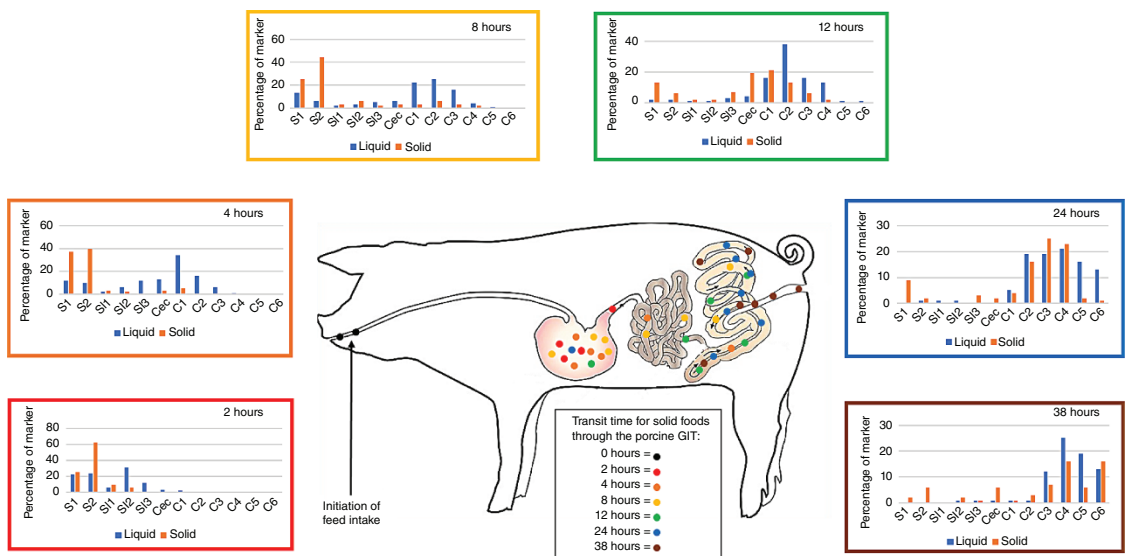 8 hours
Percentage of marker
60
40
20
0
S1 S2 SI1 SI2 SI3 Cec C1 C2 C3 C4 C5 C6
Liquid Solid
12 hours
Percentage of marker
40
20
0
S1 S2 SI1 SI2 SI3 Cec C1 C2 C3 C4 C5 C6
Liquid Solid
4 hours
Percentage of marker
60
40
20
0
S1 S2 SI1 SI2 SI3 Cec C1 C2 C3 C4 C5 C6
Liquid Solid
24 hours
Percentage of marker
30
20
10
0
S1 S2 SI1 SI2 SI3 Cec C1 C2 C3 C4 C5 C6
Liquid Solid
2 hours
Percentage of marker
80
60
40
20
0
S1 S2 SI1 SI2 SI3 Cec C1 C2 C3 C4 C5 C6
Liquid Solid
Initiation of
feed intake
Transit time for solid foods
through the porcine GIT:
0 hours =
2 hours =
4 hours =
8 hours =
12 hours =
24 hours =
38 hours =
38 hours
Percentage of marker
30
20
10
0
S1 S2 SI1 SI2 SI3 Cec C1 C2 C3 C4 C5 C6
Liquid Solid